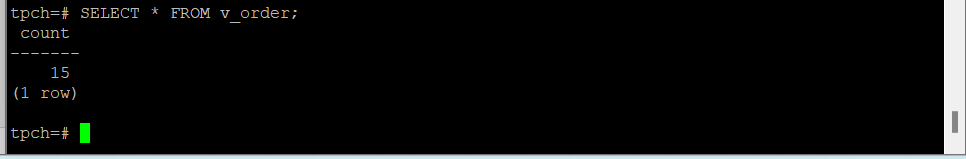 tpch=# SELECT * FROM v_order;
 count
-------
    15
(1 row)

tpch=#